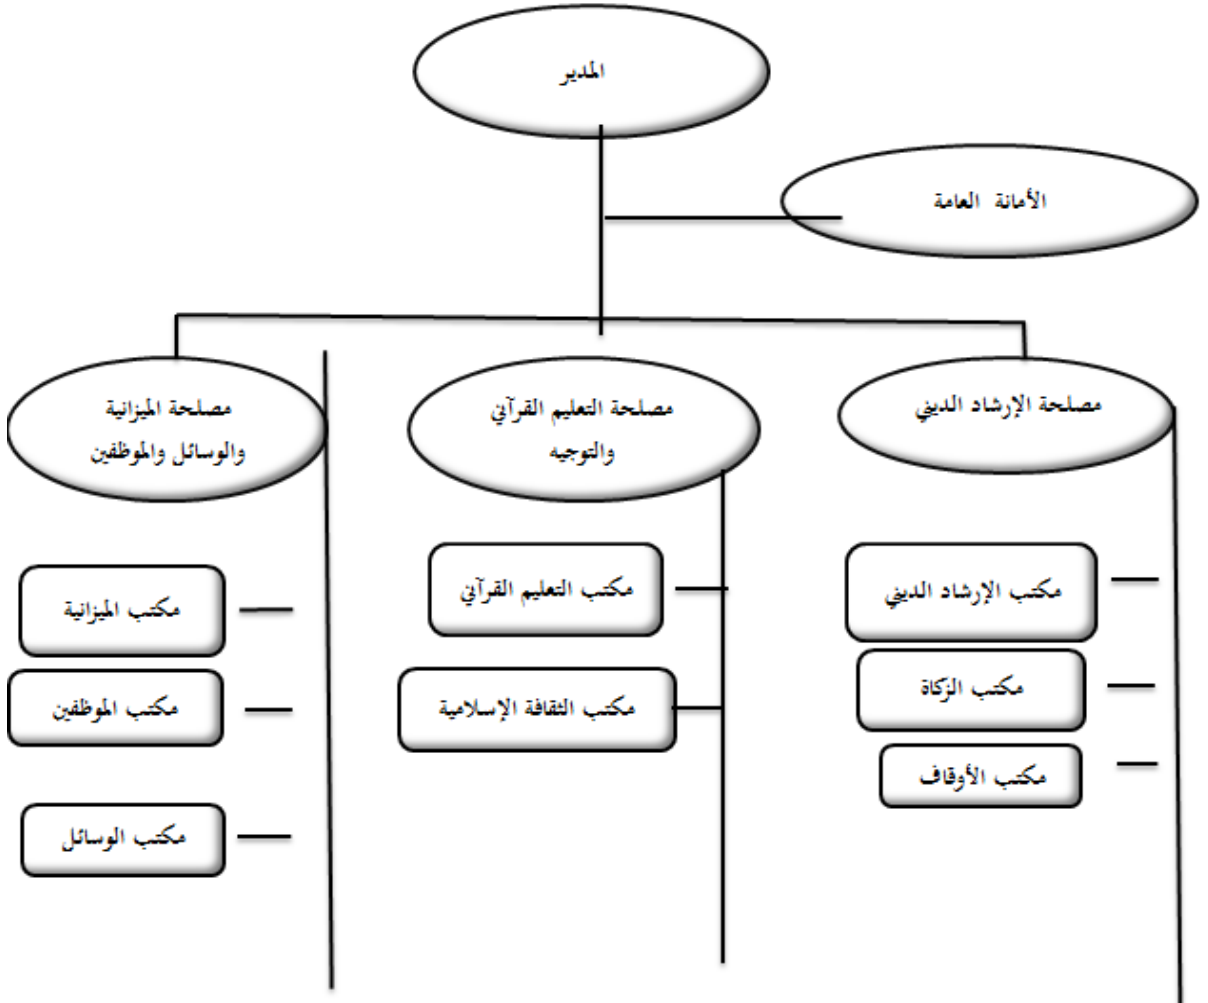 المدير
الأمانة العامة
مصلحة الإرشاد الديني
مصلحة التعليم القرآني
والتوجيه
مصلحة الميزانية
والوسائل والموظفين
مكتب الإرشاد الديني
مكتب الزكاة
مكتب الأوقاف
مكتب التعليم القرآني
مكتب الثقافة الإسلامية
مكتب الميزانية
مكتب الموظفين
مكتب الوسائل